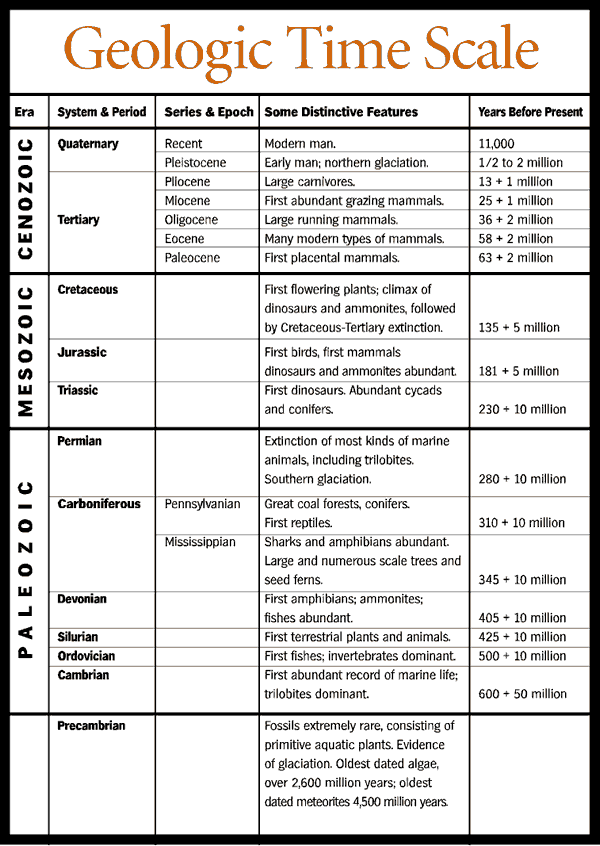 Geologic Time Scale
Era System & Period Series & Epoch Some Distinctive Features Years Before Present
CENOZOIC
Quaternary Recent Modern man. 11,000
Pleistocene Early man; northern glaciation. 1/2 to 2 million
Pliocene Large carnivores. 13 + 1 million
Tertiary Miocene First abundant grazing mammals. 25 + 1 million
Oligocene Large running mammals. 36 + 2 million
Eocene Many modern types of mammals. 58 + 2 million
Paleocene First placental mammals. 63 + 2 million
MESOZOIC
Cretaceous First flowering plants; climax of
dinosaurs and ammonites, followed
by Cretaceous-Tertiary extinction. 135 + 5 million
Jurassic First birds, first mammals
dinosaurs and ammonites abundant. 181 + 5 million
Triassic First dinosaurs. Abundant cycads
and conifers. 230 + 10 million
PALEOZOIC
Permian Extinction of most kinds of marine
animals, including trilobites.
Southern glaciation. 280 + 10 million
Carboniferous Pennsylvanian Great coal forests, conifers.
First reptiles. 310 + 10 million
Mississippian Sharks and amphibians abundant.
Large and numerous scale trees and
seed ferns. 345 + 10 million
Devonian First amphibians; ammonites;
fishes abundant. 405 + 10 million
Silurian First terrestrial plants and animals. 425 + 10 million
Ordovician First fishes; invertebrates dominant. 500 + 10 million
Cambrian First abundant record of marine life;
trilobites dominant. 600 + 50 million
Precambrian Fossils extremely rare, consisting of
primitive aquatic plants. Evidence
of glaciation. Oldest dated algae,
over 2,600 million years; oldest
dated meteorites 4,500 million years.